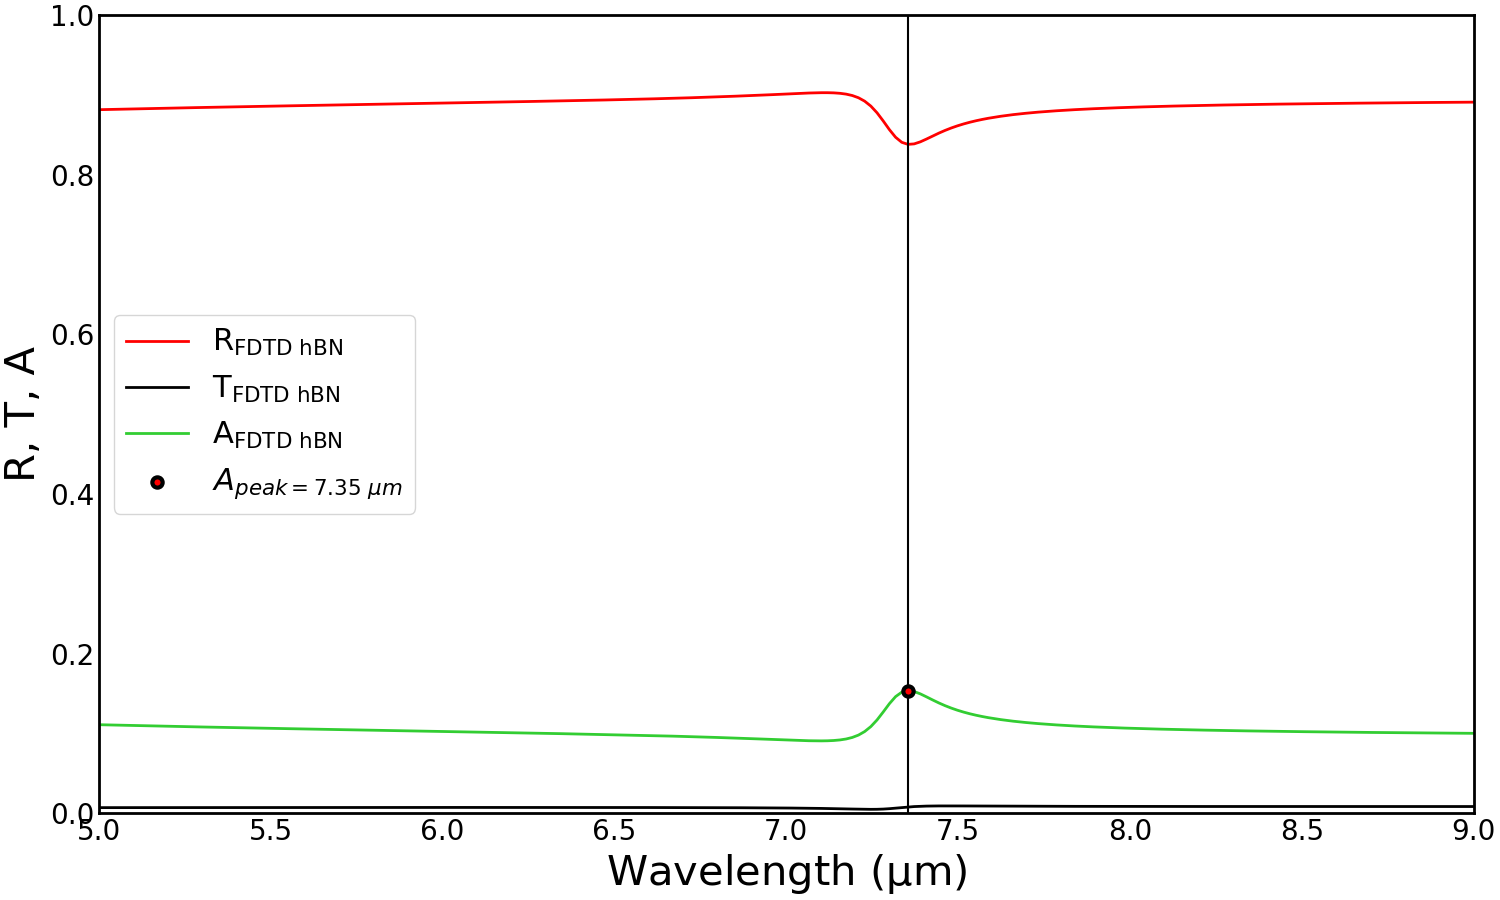 1.0
0.8
0.6
0.4
0.2
0.0
R, T, A
R_FDTD hBN
T_FDTD hBN
A_FDTD hBN
A_peak = 7.35 μm
5.0 5.5 6.0 6.5 7.0 7.5 8.0 8.5 9.0
Wavelength (μm)